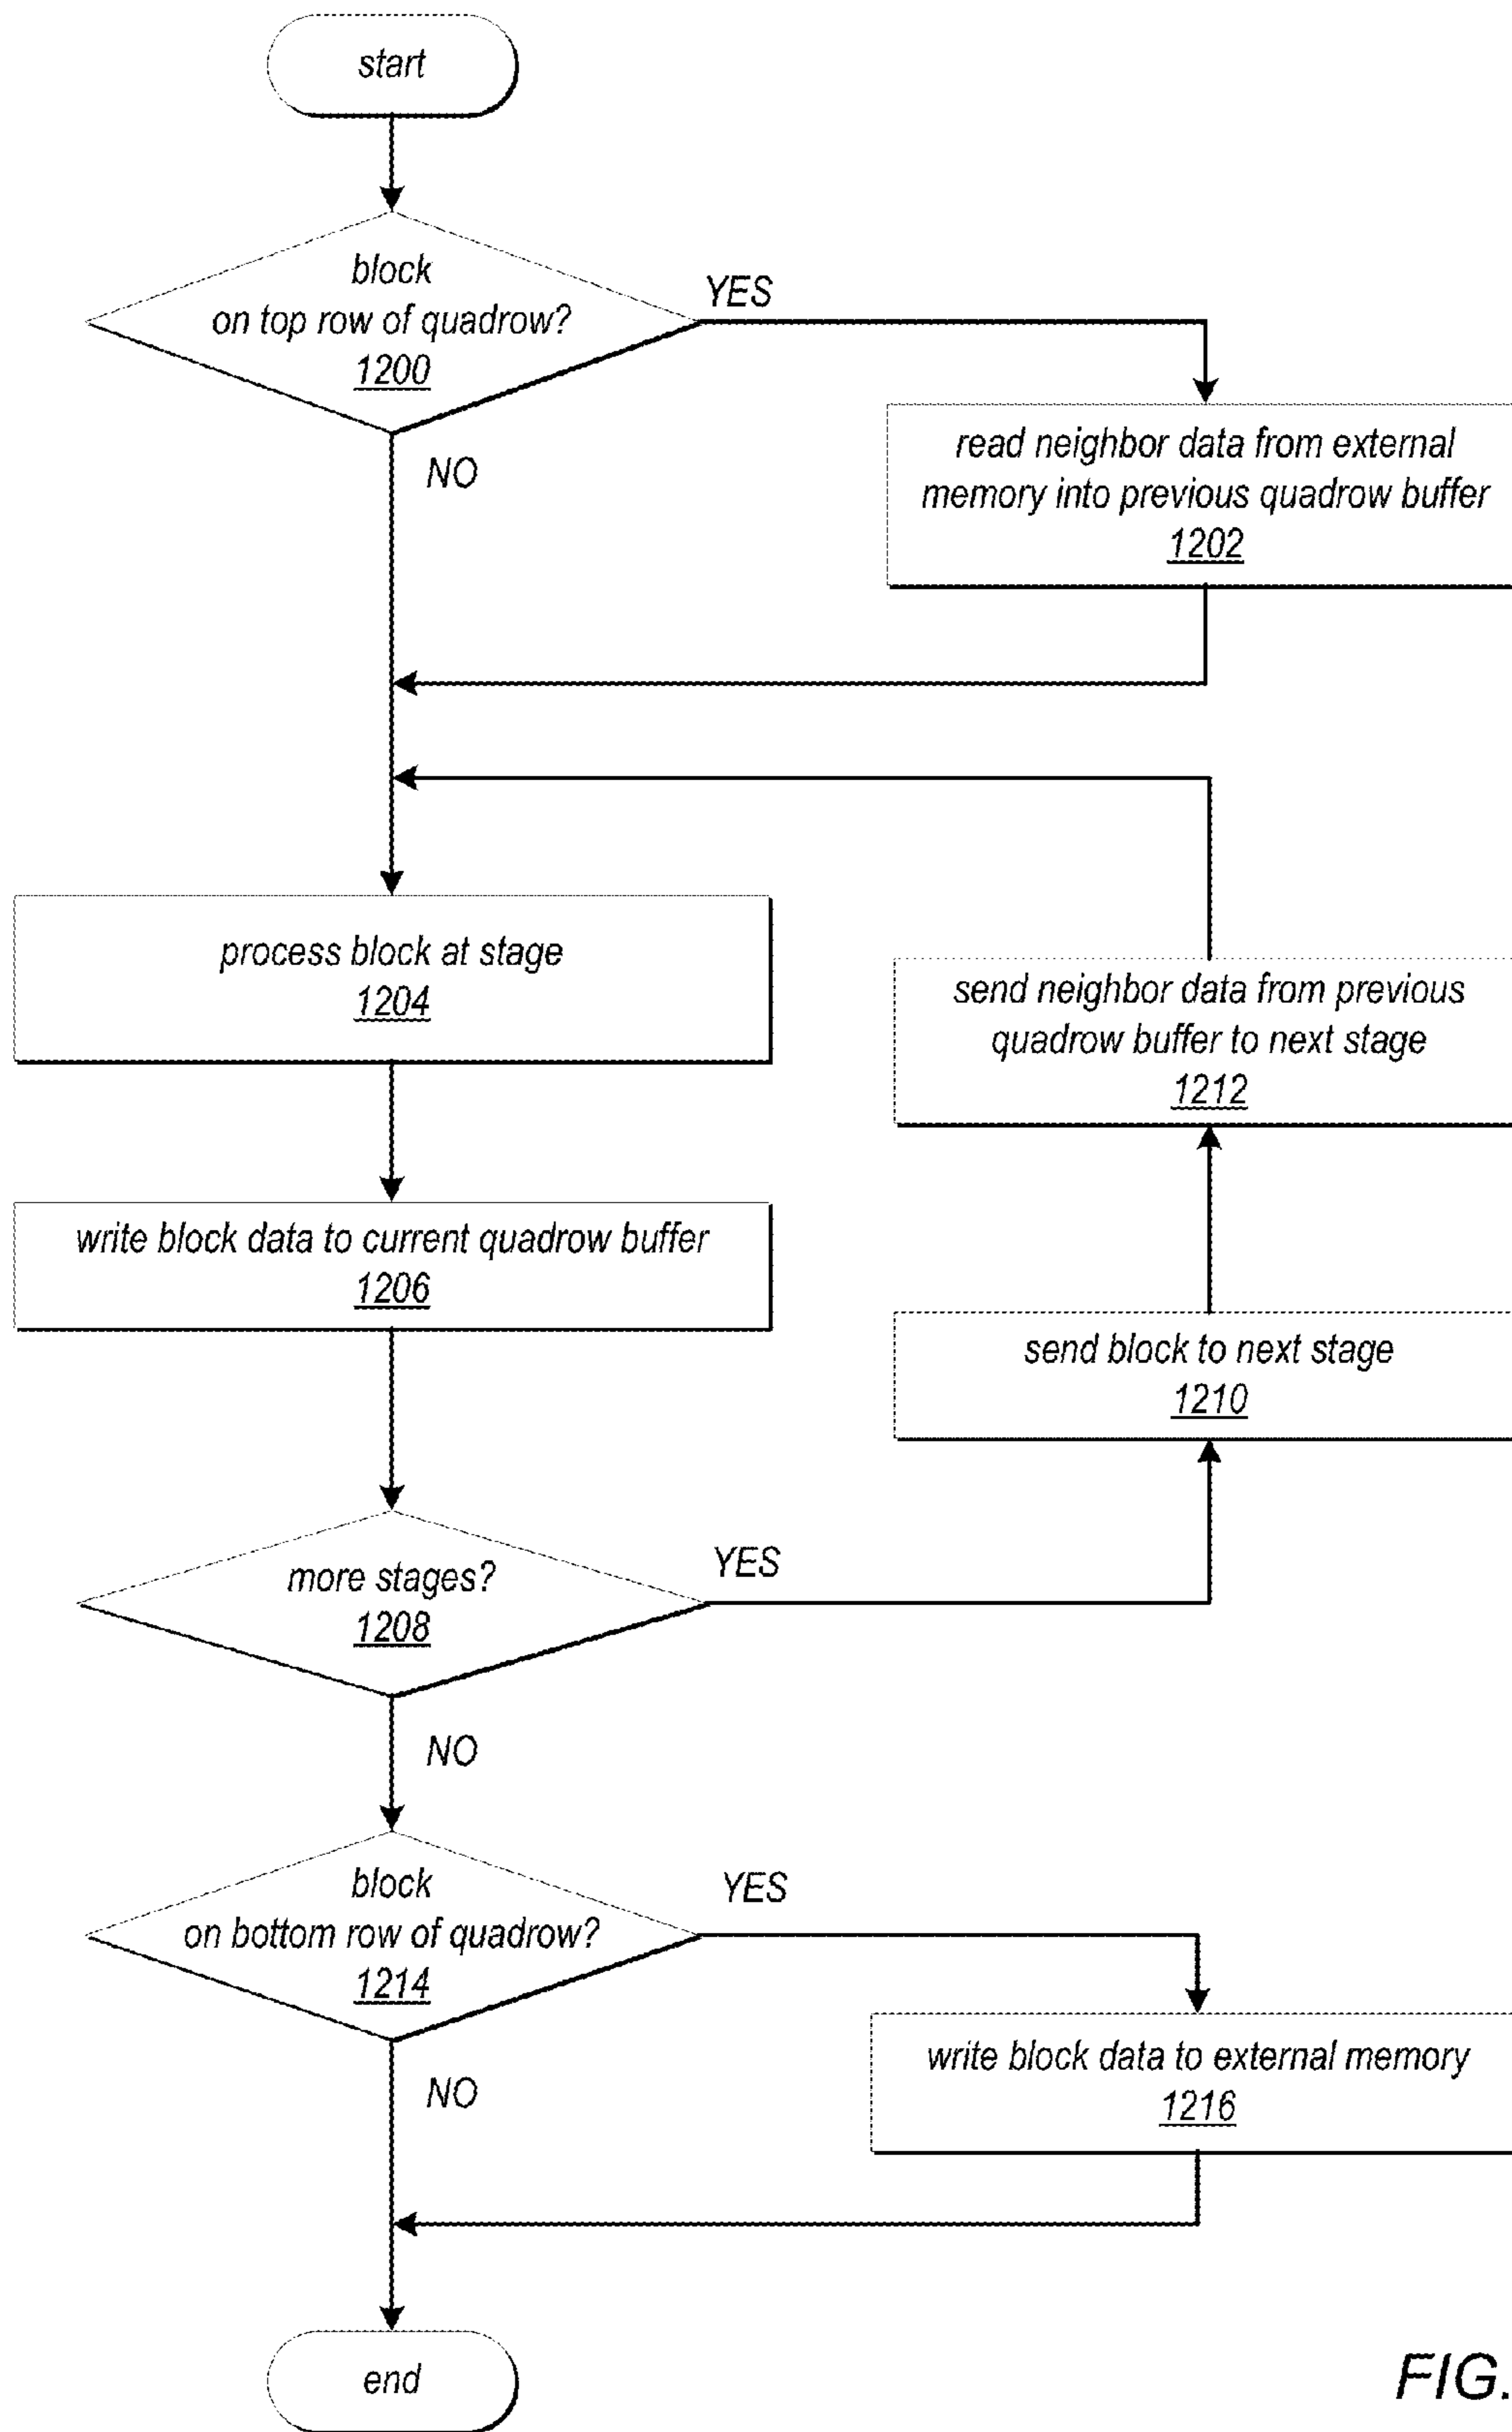 start
block
on top row of quadrow?
1200
YES
NO
read neighbor data from external
memory into previous quadrow buffer
1202
process block at stage
1204
send neighbor data from previous
quadrow buffer to next stage
1212
write block data to current quadrow buffer
1206
send block to next stage
1210
more stages?
1208
YES
NO
block
on bottom row of quadrow?
1214
YES
NO
write block data to external memory
1216
end
FIG.